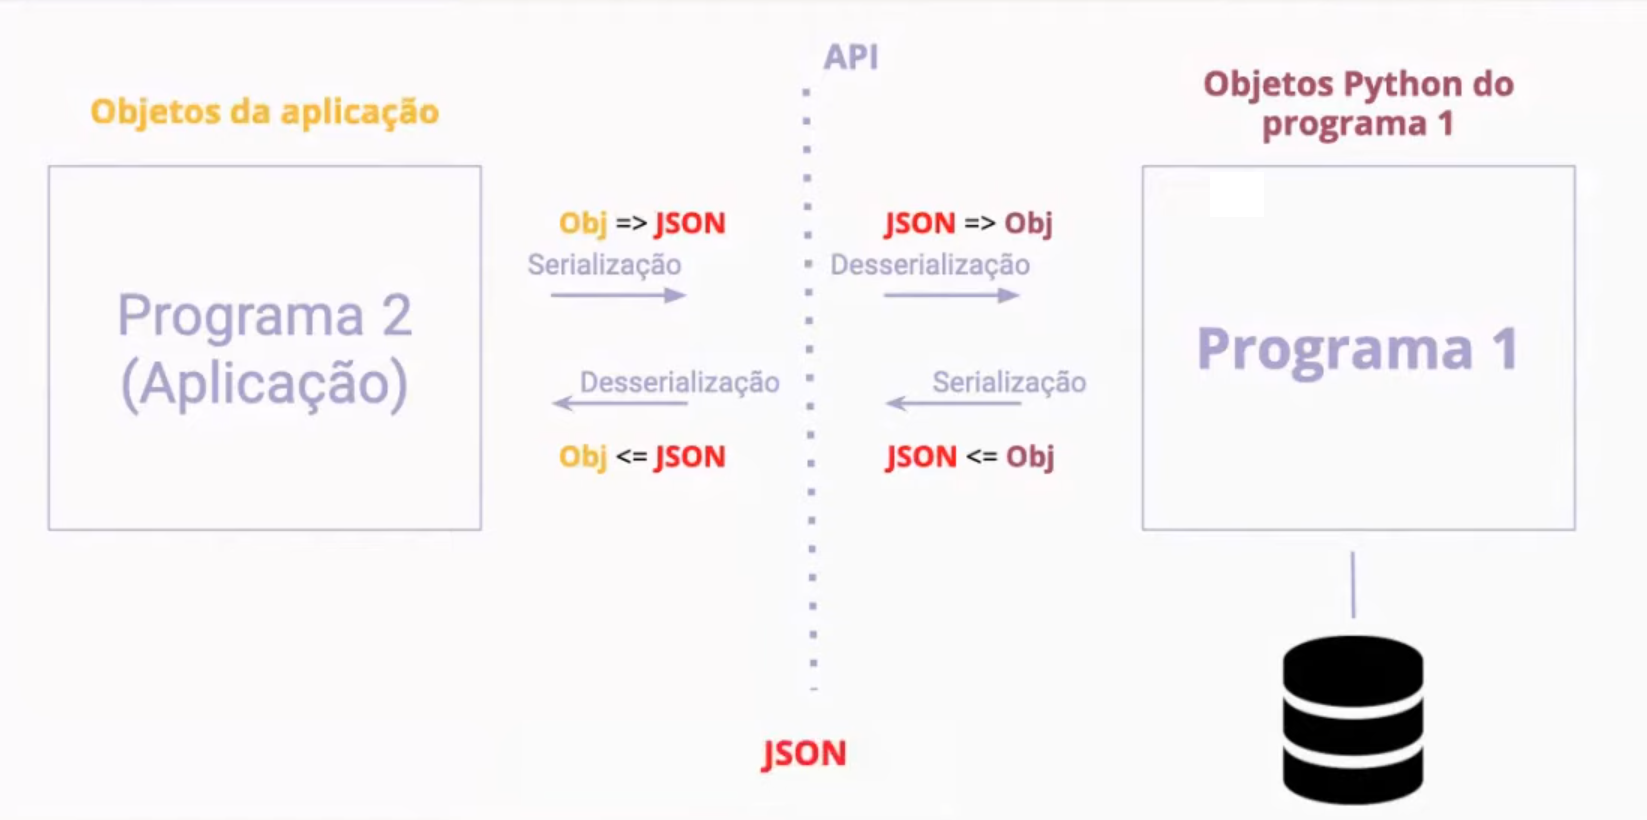 API
Objetos da aplicação
Objetos Python do
programa 1
Obj => JSON
JSON => Obj
Serialização
Desserialização
Programa 2
(Aplicação)
Programa 1
Desserialização
Serialização
Obj <= JSON
JSON <= Obj
JSON